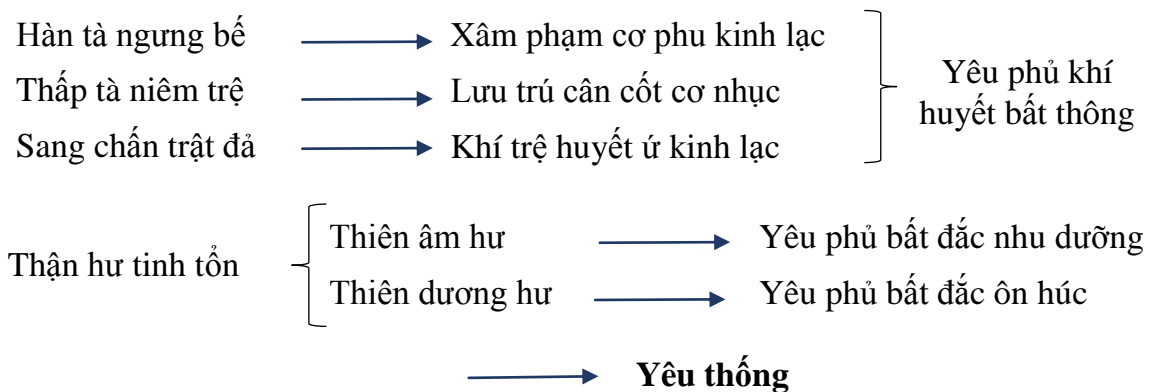 Hàn tà ngưng bế
Xâm phạm cơ phu kinh lạc
Thấp tà niêm trệ
Lưu trú cân cốt cơ nhục
Sang chấn trật đả
Khí trệ huyết ứ kinh lạc
Yêu phủ khí
huyết bất thông
Thận hư tinh tổn
Thiên âm hư
Yêu phủ bất đắc nhu dưỡng
Thiên dương hư
Yêu phủ bất đắc ôn húc
Yêu thống